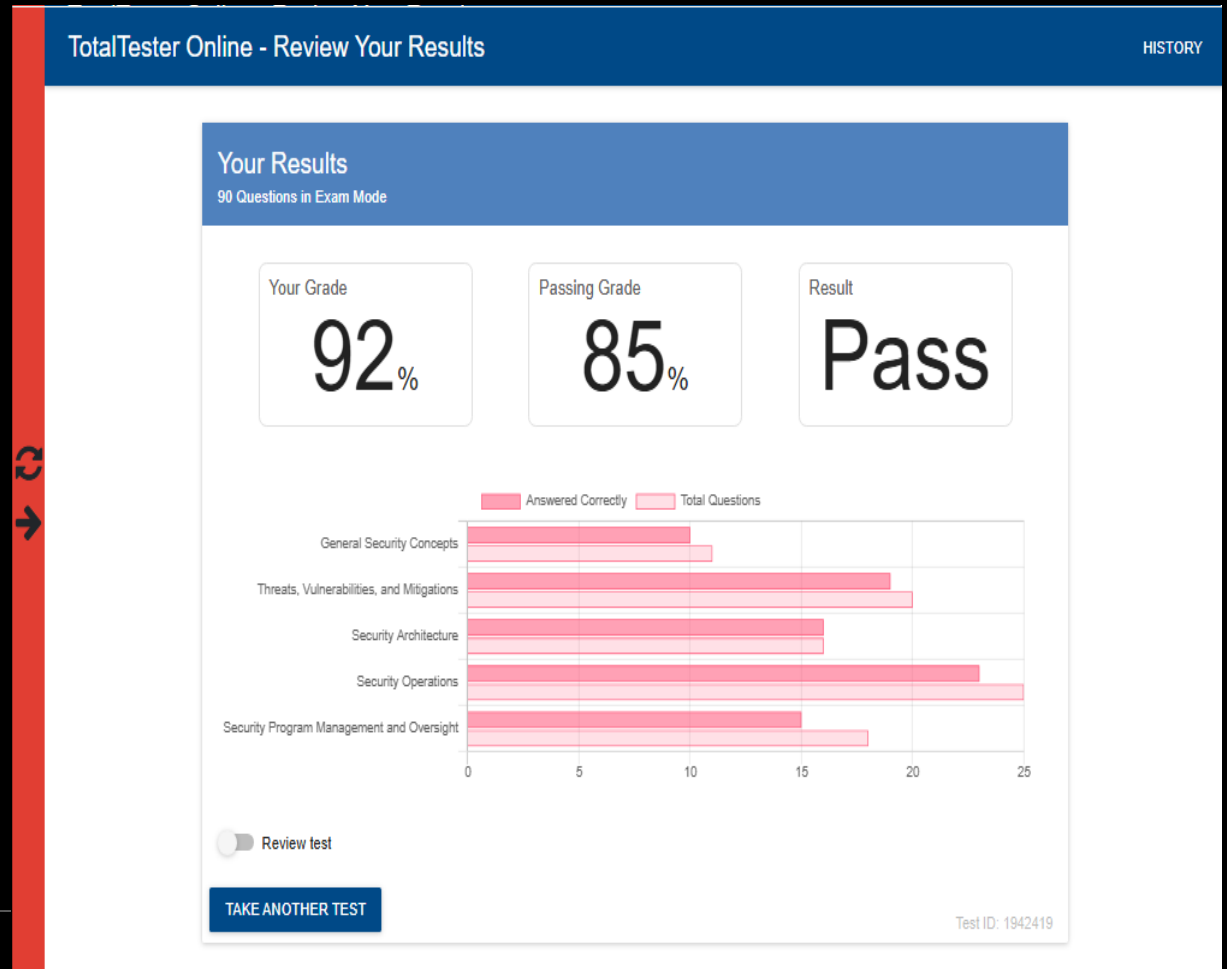 TotalTester Online - Review Your Results
HISTORY
Your Results
90 Questions in Exam Mode
Your Grade
92%
Passing Grade
85%
Result
Pass
Answered Correctly
Total Questions
General Security Concepts
Threats, Vulnerabilities, and Mitigations
Security Architecture
Security Operations
Security Program Management and Oversight
0 5 10 15 20 25
Review test
TAKE ANOTHER TEST
Test ID: 1942419